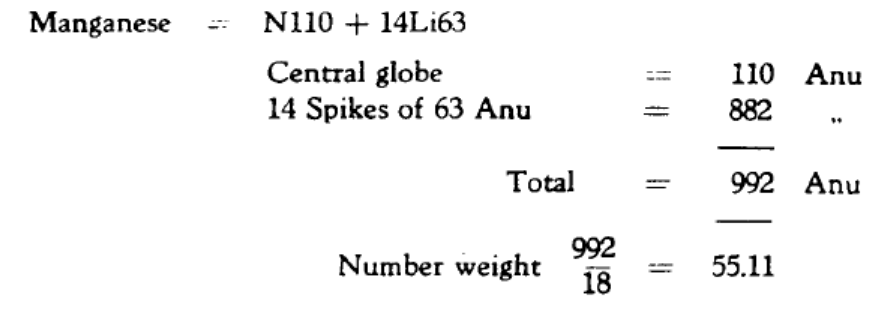 Manganese = N110 + 14Li63
Central globe = 110 Anu
14 Spikes of 63 Anu = 882 „
Total = 992 Anu
Number weight 992/18 = 55.11